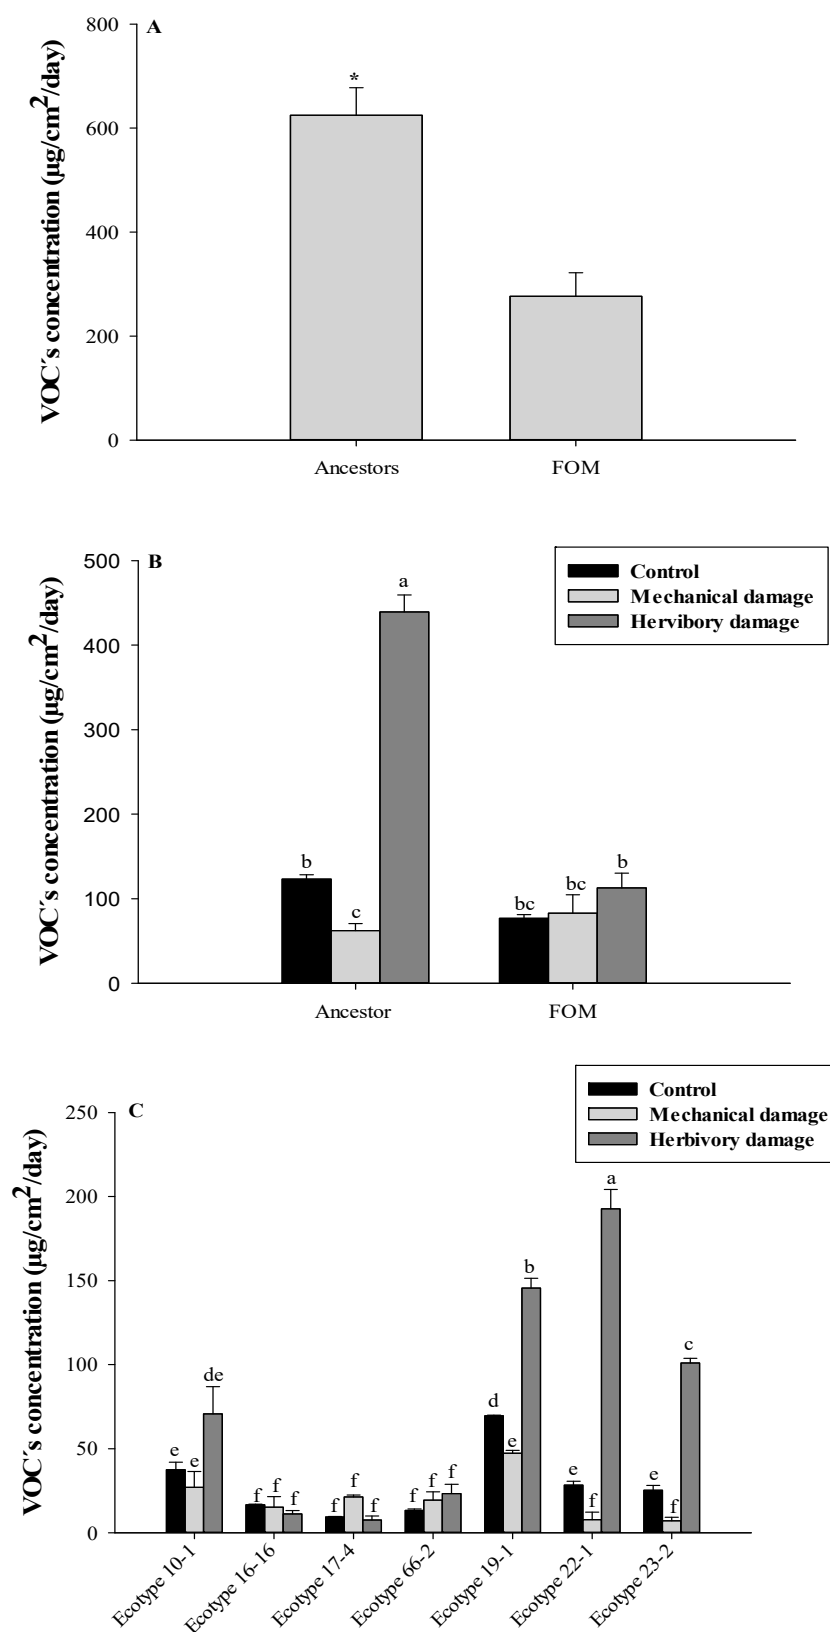 A
VOC´s concentration (µg/cm2/day)
800
600
400
200
0
*
Ancestors FOM
B
VOC´s concentration (µg/cm2/day)
500
400
300
200
100
0
Control
Mechanical damage
Hervibory damage
b c a bc bc b
Ancestor FOM
C
VOC´s concentration (µg/cm2/day)
250
200
150
100
50
0
Control
Mechanical damage
Herbivory damage
e e de f f f f f f f f f d e b e f a e f c
Ecotype 10-1
Ecotype 16-16
Ecotype 17-4
Ecotype 66-2
Ecotype 19-1
Ecotype 22-1
Ecotype 23-2